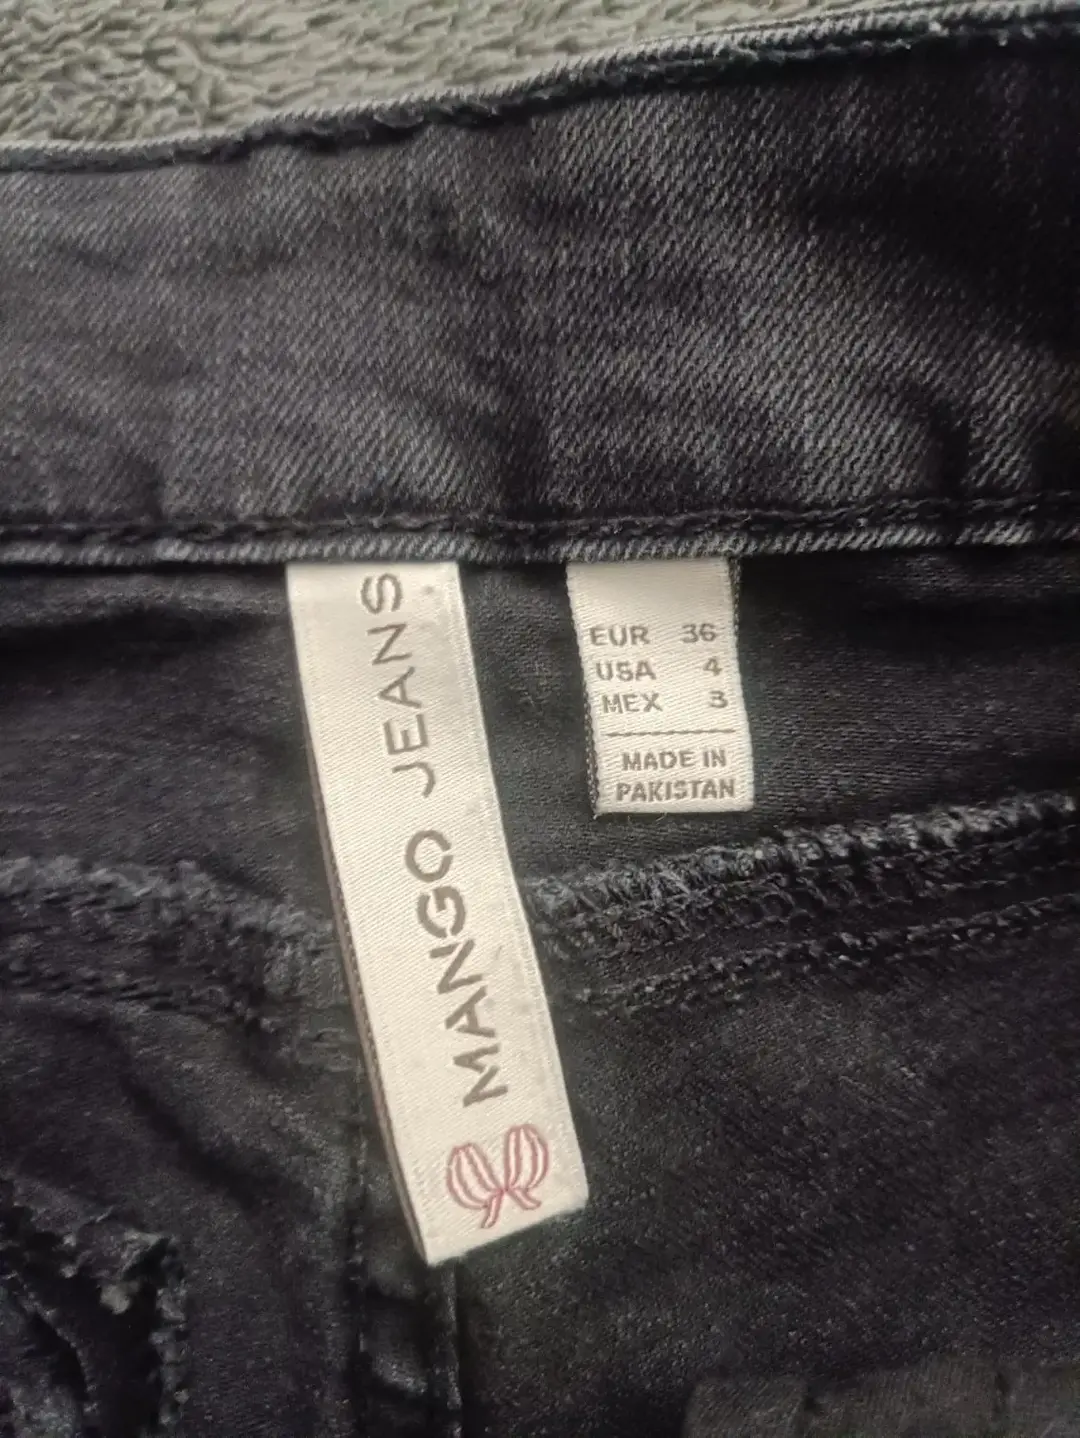 MANGO JEANS
EUR 36
USA 4
MEX 3
MADE IN
PAKISTAN